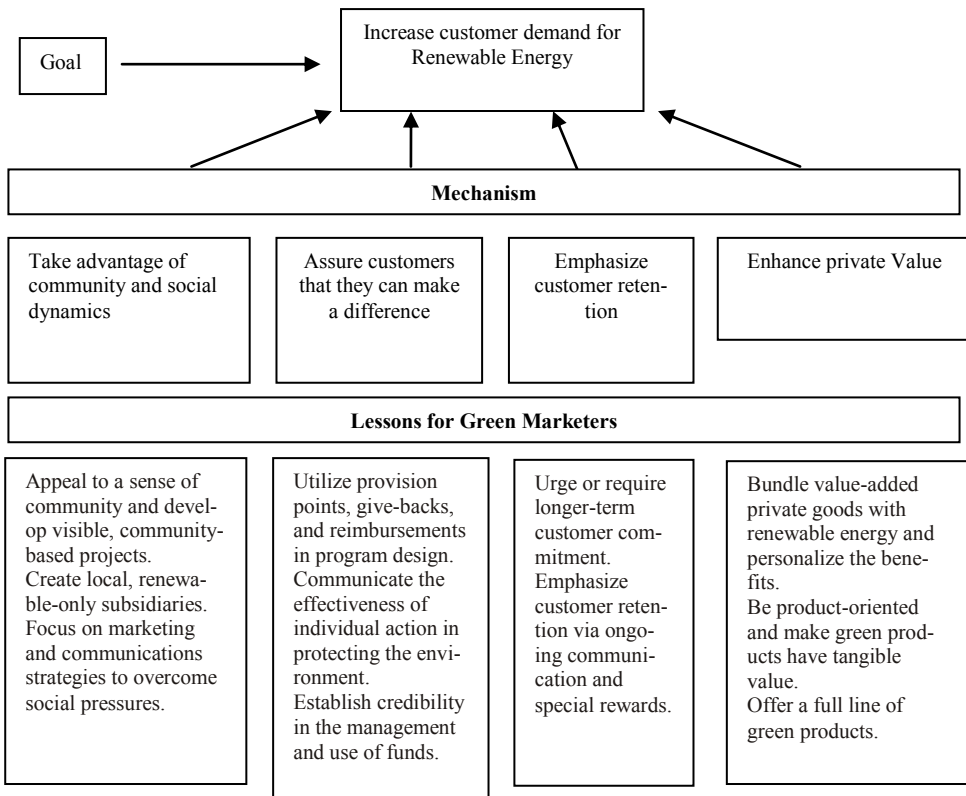 Goal
Increase customer demand for
Renewable Energy
Mechanism
Take advantage of
community and social
dynamics
Assure customers
that they can make
a difference
Emphasize
customer reten-
tion
Enhance private Value
Lessons for Green Marketers
Appeal to a sense of
community and devel-
op visible, community-
based projects.
Create local, renewa-
ble-only subsidiaries.
Focus on marketing
and communications
strategies to overcome
social pressures.
Utilize provision
points, give-backs,
and reimbursements
in program design.
Communicate the
effectiveness of
individual action in
protecting the envi-
ronment.
Establish credibility
in the management
and use of funds.
Urge or require
longer-term
customer com-
mitment.
Emphasize
customer reten-
tion via ongo-
ing communi-
cation and
special rewards.
Bundle value-added
private goods with
renewable energy and
personalize the bene-
fits.
Be product-oriented
and make green prod-
ucts have tangible
value.
Offer a full line of
green products.